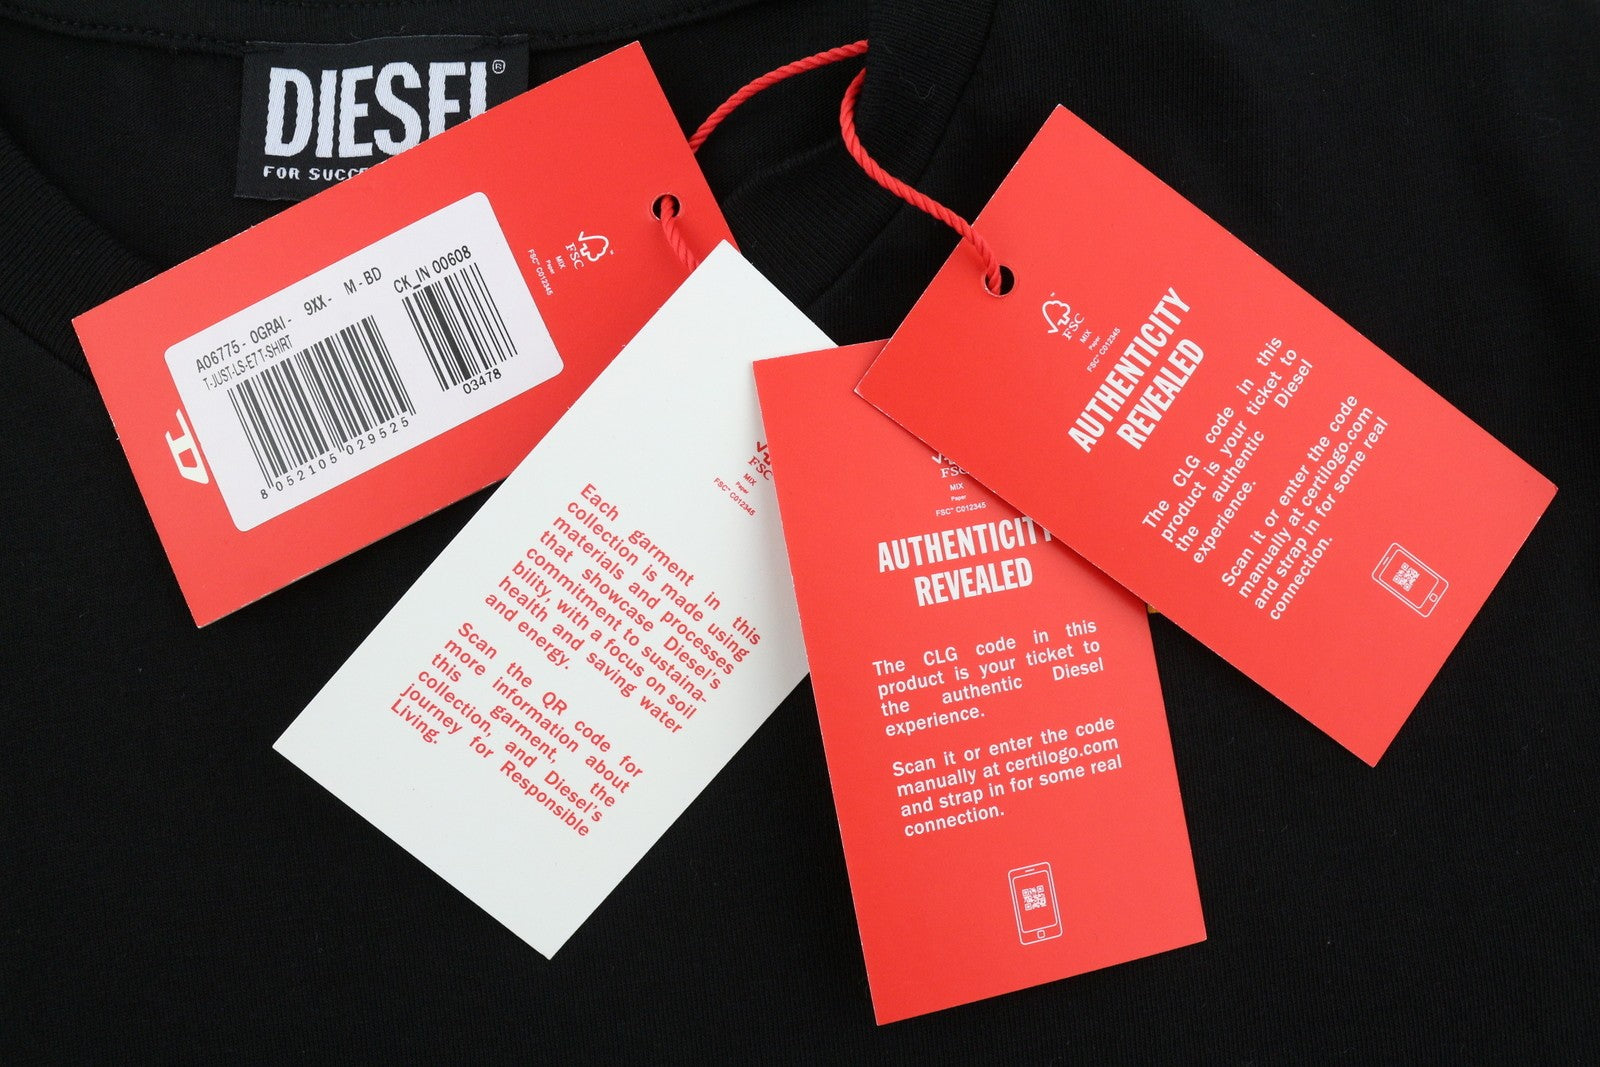 DIESEL®
FOR SUCC
A06775 - 0GRAI - 9XX - M - BD
T-JUST-LS-E7 T-SHIRT
8 052105 029525
CK_IN 00608
03478
FSC
MIX
Paper
FSC™ C012345
FSC
MIX
Paper
FSC™ C012345
Each garment in this
collection is made using
materials and processes
that showcase Diesel's
commitment to sustaina-
bility, with a focus on soil
health and saving water
and energy.
Scan the QR code for
more information about
this garment, the
collection, and Diesel's
journey for Responsible
Living.
FSC
MIX
Paper
FSC™ C012345
AUTHENTICITY
REVEALED
The CLG code in this
product is your ticket to
the authentic Diesel
experience.
Scan it or enter the code
manually at certilogo.com
and strap in for some real
connection.
FSC
MIX
Paper
FSC™ C012345
AUTHENTICITY
REVEALED
The CLG code in this
product is your ticket to
the authentic Diesel
experience.
Scan it or enter the code
manually at certilogo.com
and strap in for some real
connection.